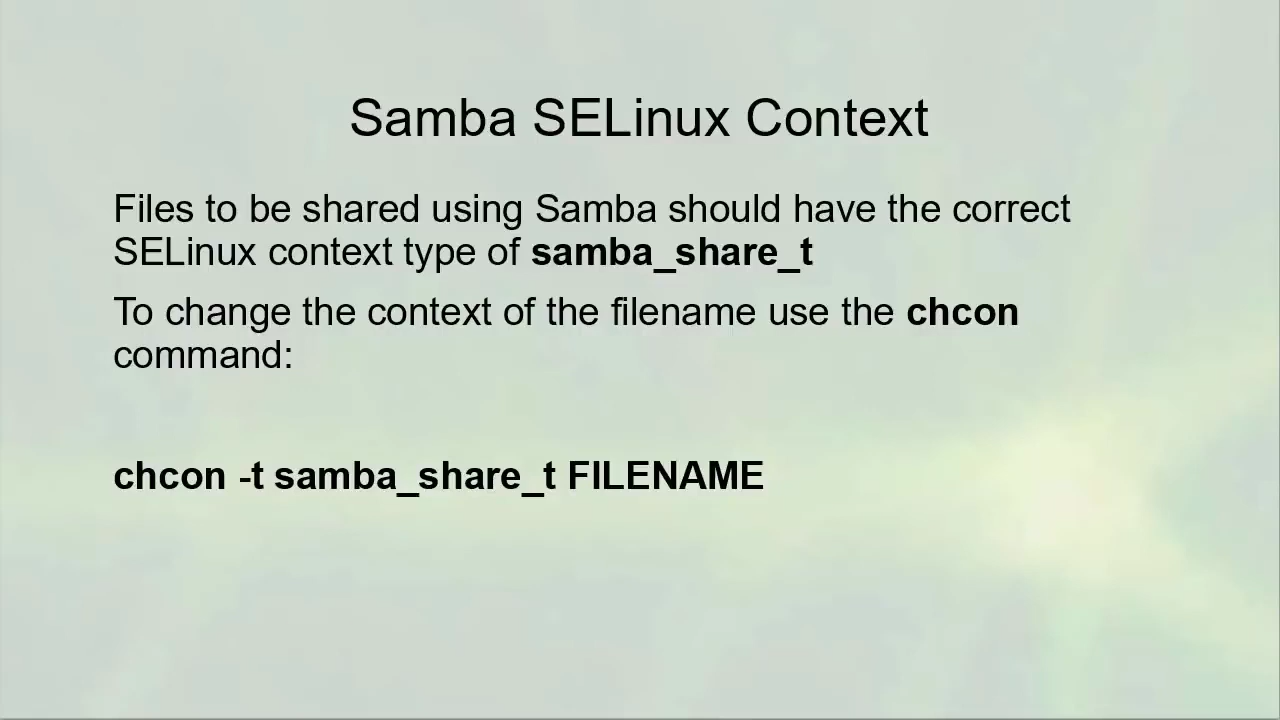 Samba SELinux Context
Files to be shared using Samba should have the correct
SELinux context type of samba_share_t
To change the context of the filename use the chcon
command:
chcon -t samba_share_t FILENAME